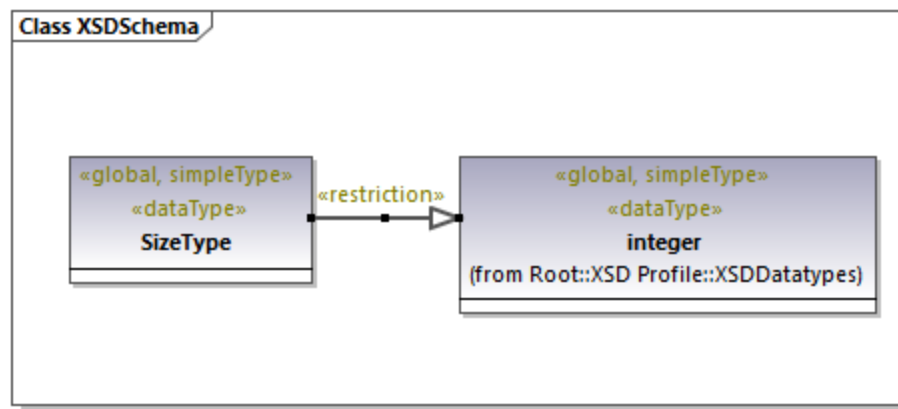 Class XSDSchema
«global, simpleType»
«dataType»
SizeType
«restriction»
«global, simpleType»
«dataType»
integer
(from Root::XSD Profile::XSDDatatypes)